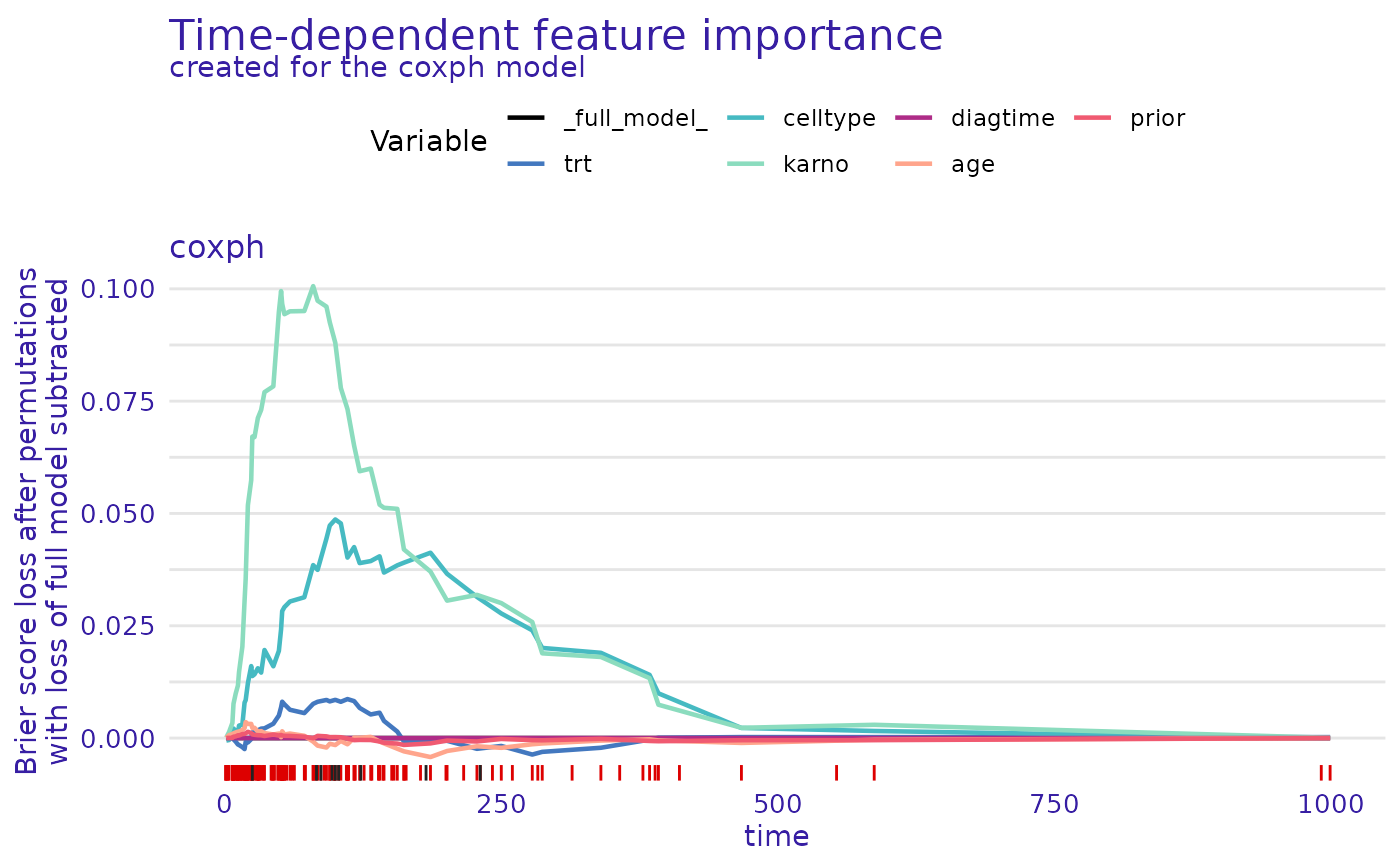 Time-dependent feature importance
created for the coxph model
Variable
_full_model_ celltype diagtime prior
trt karno age
coxph
Brier score loss after permutations
with loss of full model subtracted
0.100
0.075
0.050
0.025
0.000
0 250 500 750 1000
time